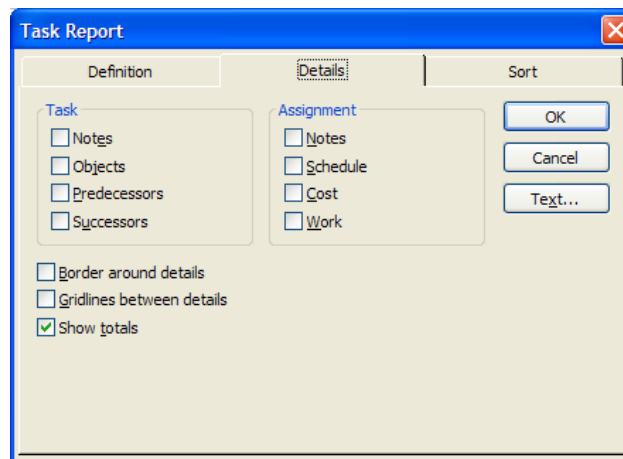 Task Report
Definition
Details
Sort
Task
Notes
Objects
Predecessors
Successors
Assignment
Notes
Schedule
Cost
Work
OK
Cancel
Text...
Border around details
Gridlines between details
Show totals